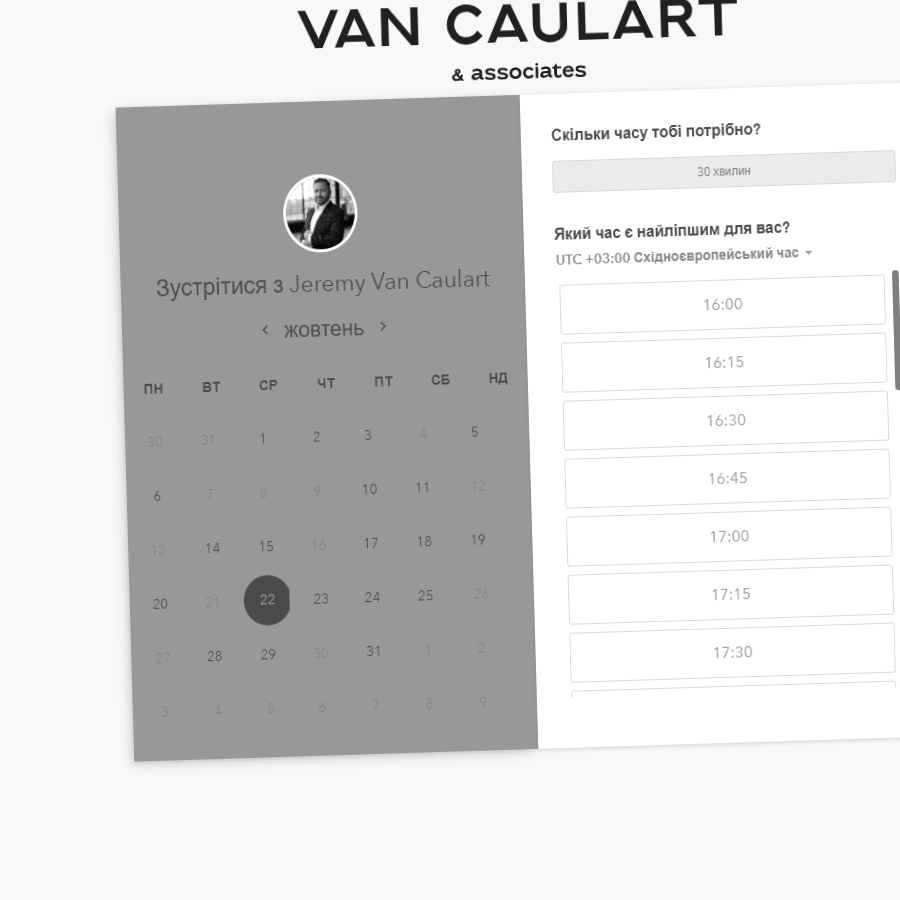 VAN CAULART
& associates
Зустрітися з Jeremy Van Caulart
‹ жовтень ›
ПН ВТ СР ЧТ ПТ СБ НД
30 31 1 2 3 4 5
6 7 8 9 10 11 12
13 14 15 16 17 18 19
20 21 22 23 24 25 26
27 28 29 30 31 1 2
3 4 5 6 7 8 9
Скільки часу тобі потрібно?
30 хвилин
Який час є найліпшим для вас?
UTC +03:00 Східноєвропейський час
16:00
16:15
16:30
16:45
17:00
17:15
17:30